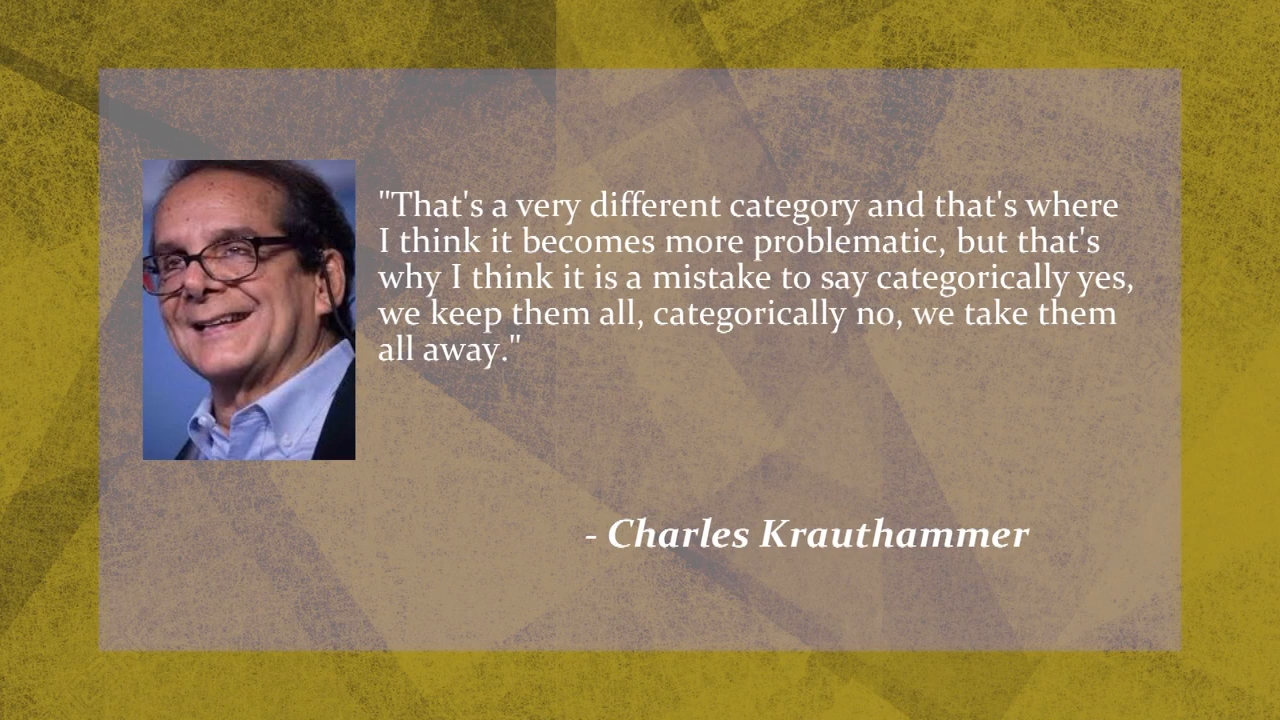 "That's a very different category and that's where
I think it becomes more problematic, but that's
why I think it is a mistake to say categorically yes,
we keep them all, categorically no, we take them
all away."
- Charles Krauthammer